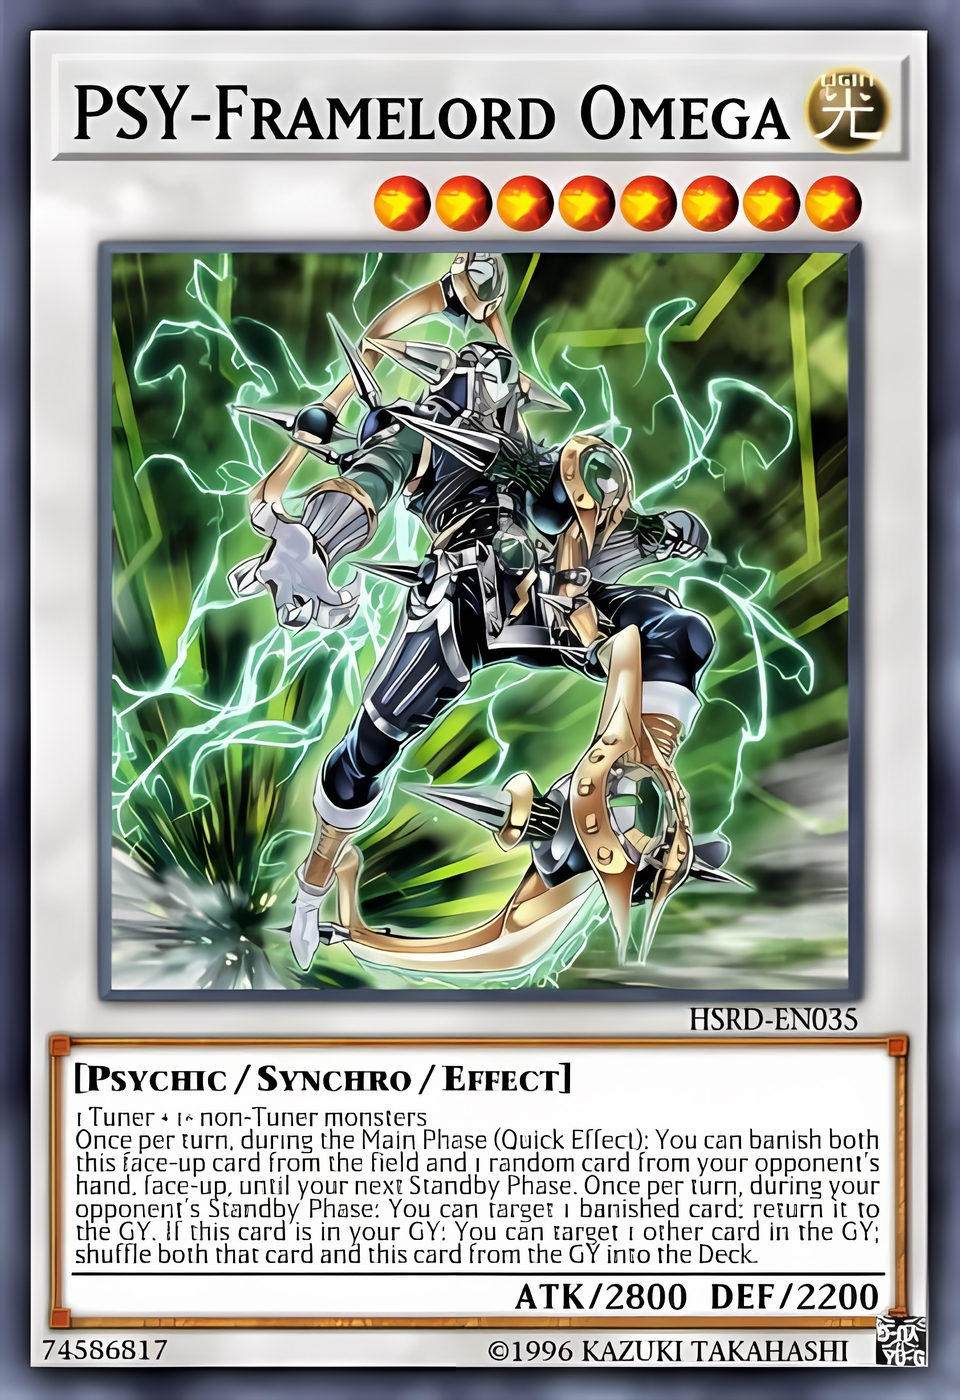 PSY-Framelord Omega
光
HSRD-EN035
[Psychic / Synchro / Effect]
1 Tuner + 1+ non-Tuner monsters
Once per turn, during the Main Phase (Quick Effect): You can banish both
this face-up card from the field and 1 random card from your opponent's
hand, face-up, until your next Standby Phase. Once per turn, during your
opponent's Standby Phase: You can target 1 banished card; return it to
the GY. If this card is in your GY: You can target 1 other card in the GY;
shuffle both that card and this card from the GY into the Deck.
ATK/2800 DEF/2200
74586817
©1996 KAZUKI TAKAHASHI